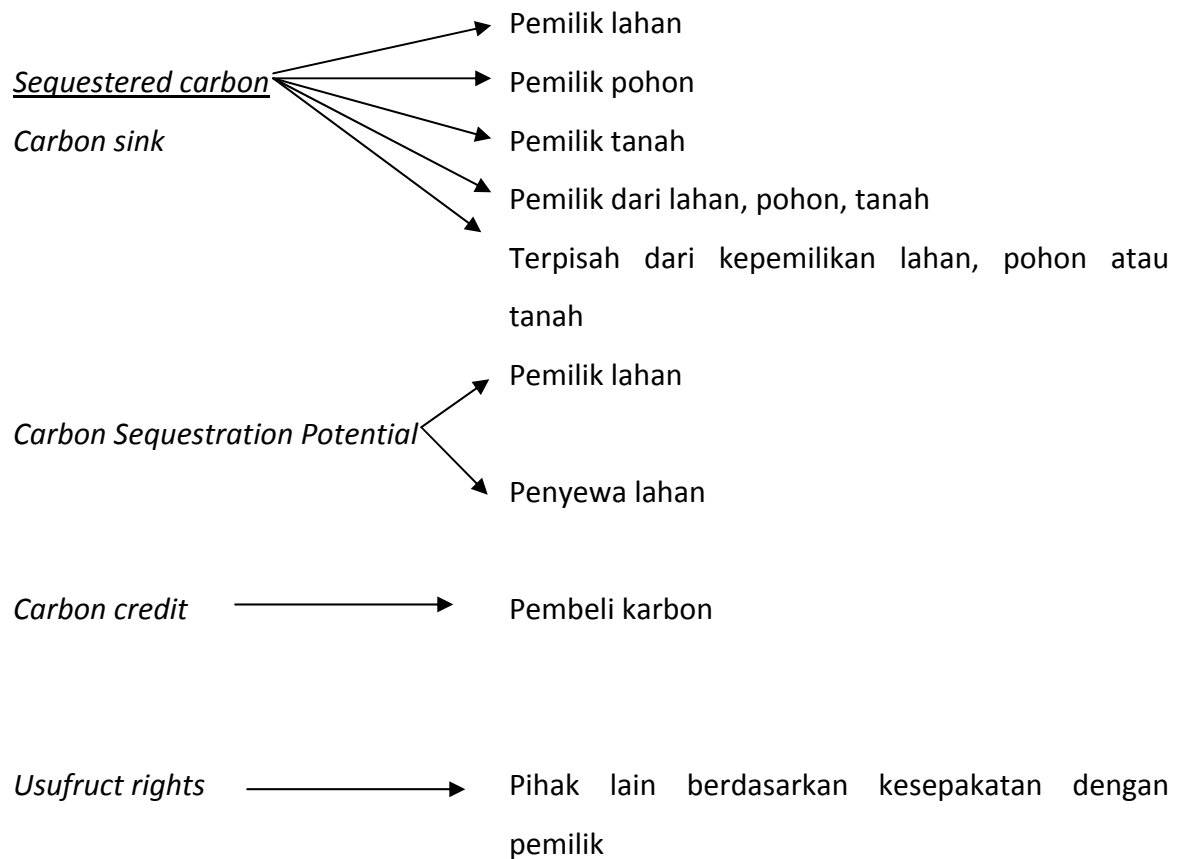 Pemilik lahan
Sequestered carbon
Pemilik pohon
Carbon sink
Pemilik tanah
Pemilik dari lahan, pohon, tanah
Terpisah dari kepemilikan lahan, pohon atau
tanah
Pemilik lahan
Carbon Sequestration Potential
Penyewa lahan
Carbon credit
Pembeli karbon
Usufruct rights
Pihak lain berdasarkan kesepakatan dengan
pemilik